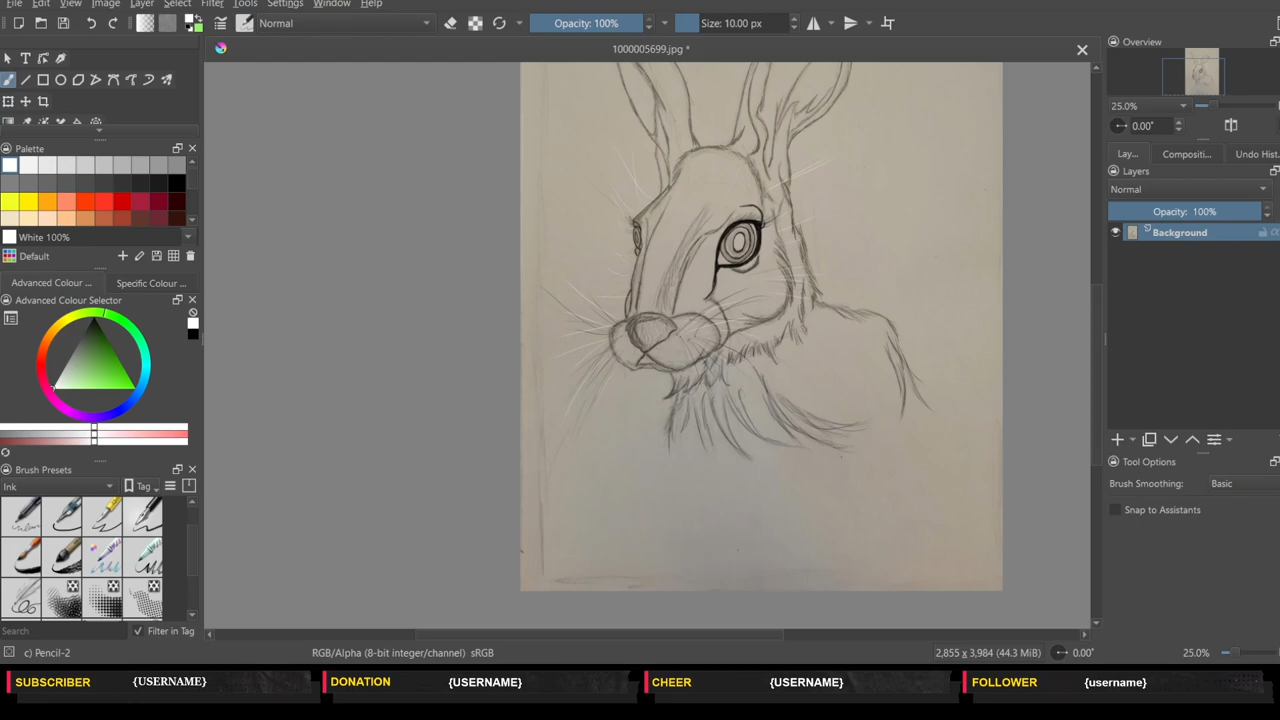 File Edit View Image Layer Select Filter Tools Settings Window Help
Normal
Opacity: 100%
Size: 10.00 px
1000005699.jpg *
Overview
25.0%
0.00°
Palette
White 100%
Default
Advanced Colour ...
Specific Colour ...
Advanced Colour Selector
Brush Presets
Ink
Tag
Search
Filter in Tag
Lay...
Compositi...
Undo Hist.
Layers
Normal
Opacity: 100%
Background
Tool Options
Brush Smoothing:
Basic
Snap to Assistants
c) Pencil-2
RGB/Alpha (8-bit integer/channel) sRGB
2,855 x 3,984 (44.3 MiB)
0.00°
25.0%
SUBSCRIBER {USERNAME}
DONATION {USERNAME}
CHEER {USERNAME}
FOLLOWER {username}